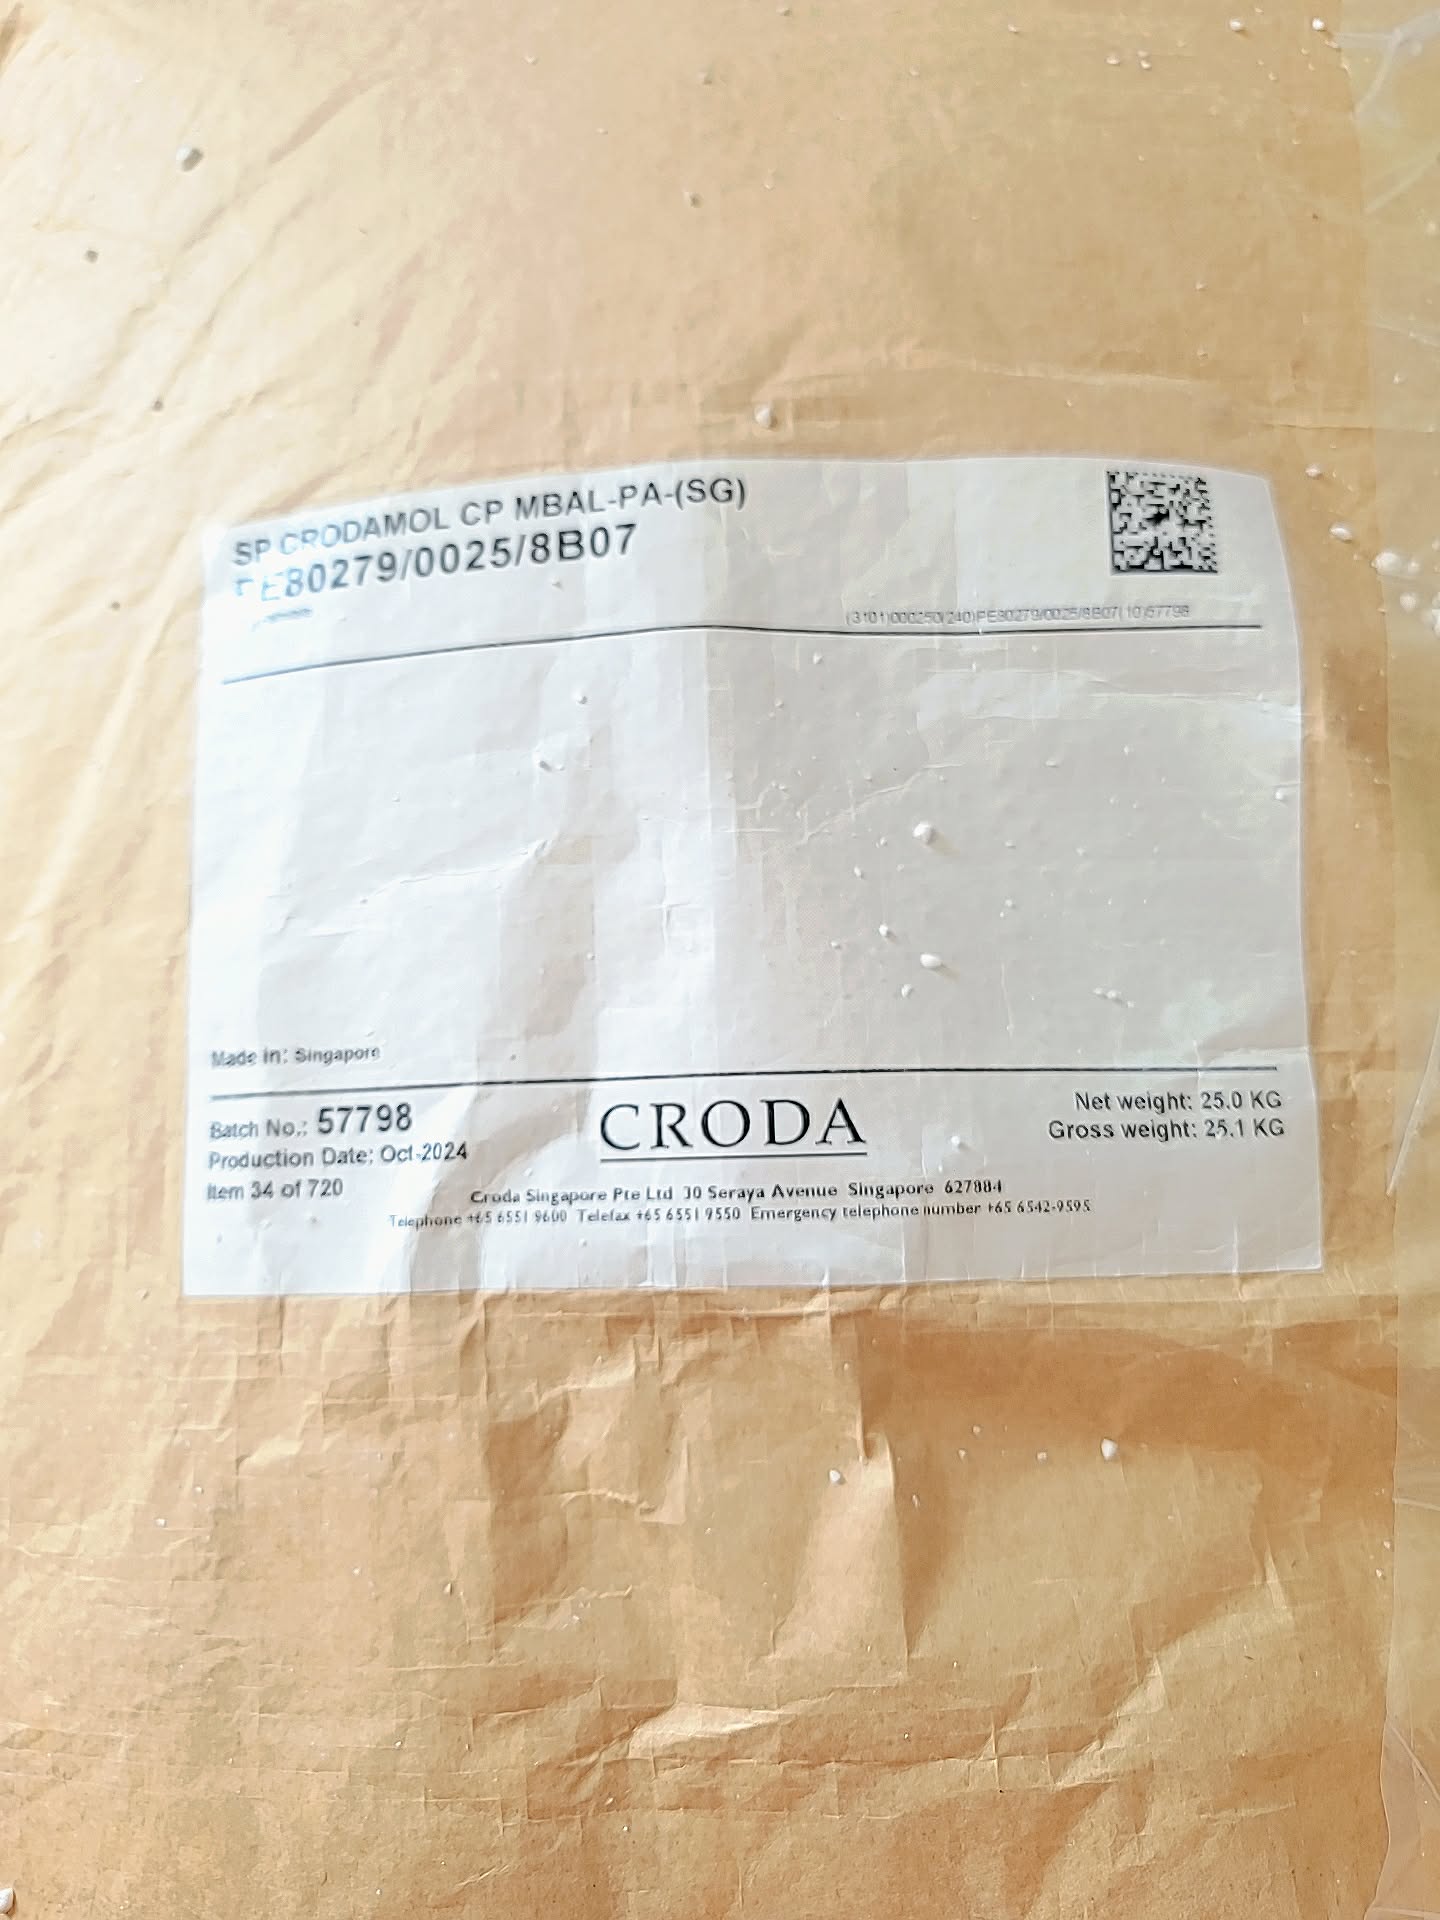 SP CRODAMOL CP MBAL-PA-(SG)
PE80279/0025/8B07
(3101)000250(240)PE80279/0025/8B07(10)57798
Made in: Singapore
Batch No.: 57798
Production Date: Oct-2024
Item 34 of 720
CRODA
Net weight: 25.0 KG
Gross weight: 25.1 KG
Croda Singapore Pte Ltd 30 Seraya Avenue Singapore 627884
Telephone +65 6551 9600 Telefax +65 6551 9550 Emergency telephone number +65 6542-9595